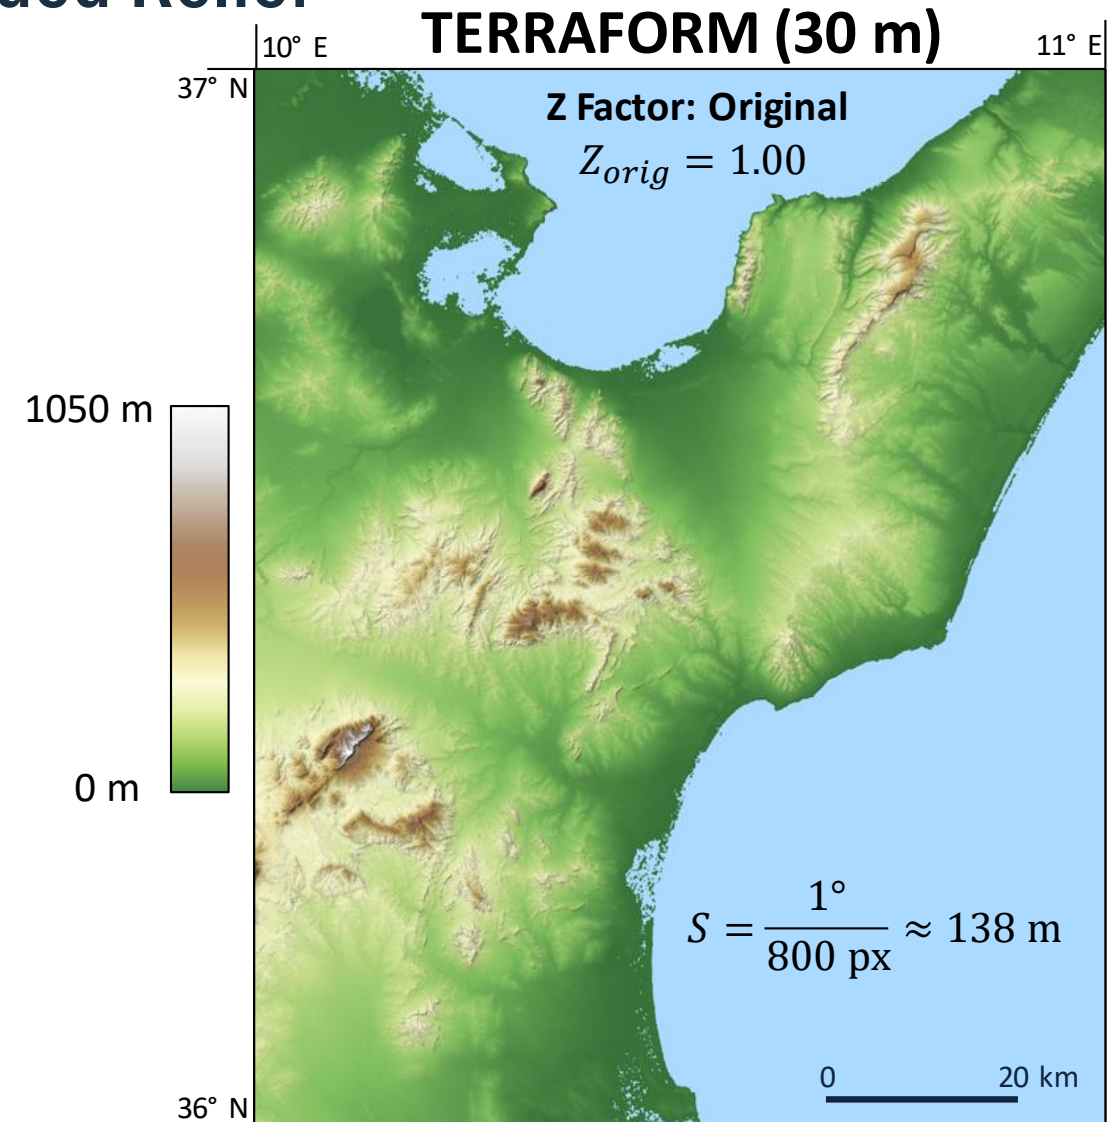 TERRAFORM (30 m)
10° E
11° E
37° N
Z Factor: Original
Z_orig = 1.00
1050 m
0 m
S = 1° / 800 px ≈ 138 m
0
20 km
36° N